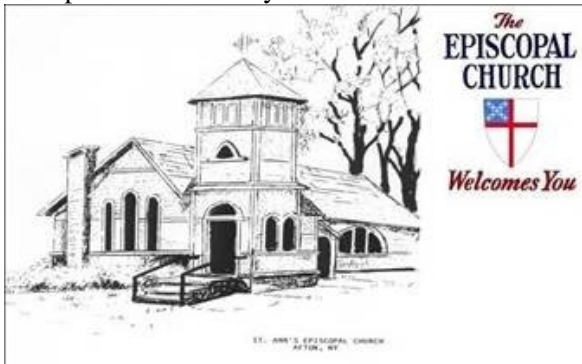 The
EPISCOPAL
CHURCH
Welcomes You
ST. ANN'S EPISCOPAL CHURCH
AFTON, NY